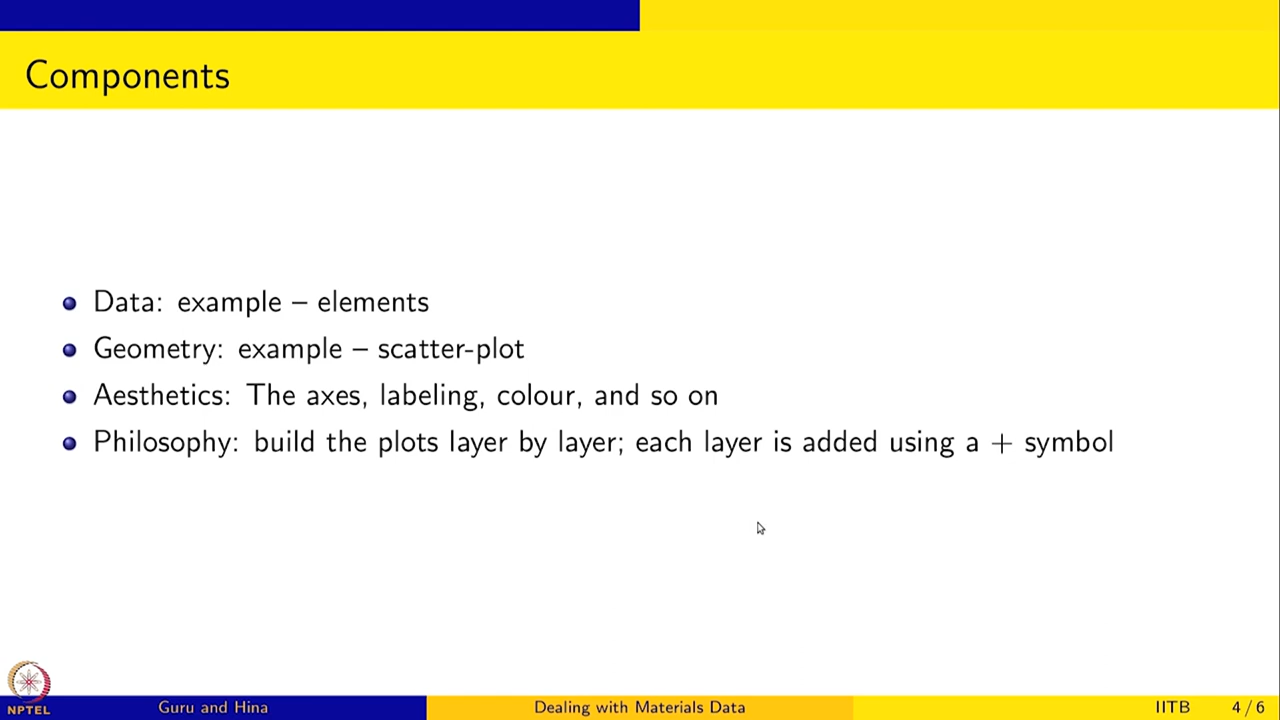 Components
Data: example – elements
Geometry: example – scatter-plot
Aesthetics: The axes, labeling, colour, and so on
Philosophy: build the plots layer by layer; each layer is added using a + symbol
NPTEL
Guru and Hina
Dealing with Materials Data
IITB
4 / 6